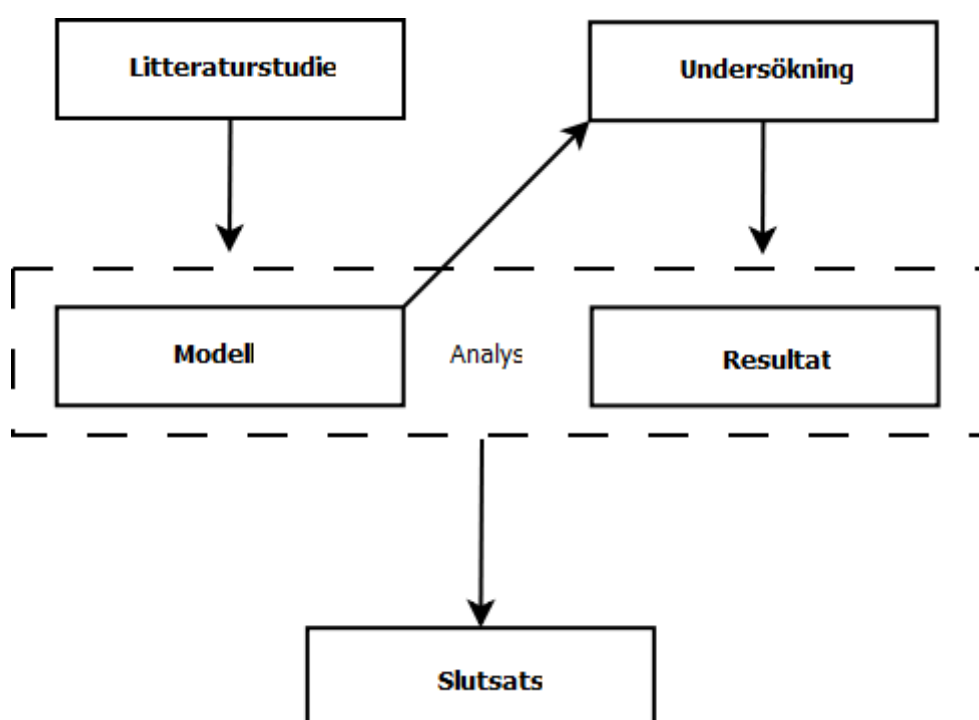 Litteraturstudie
Undersökning
Modell
Analys
Resultat
Slutsats